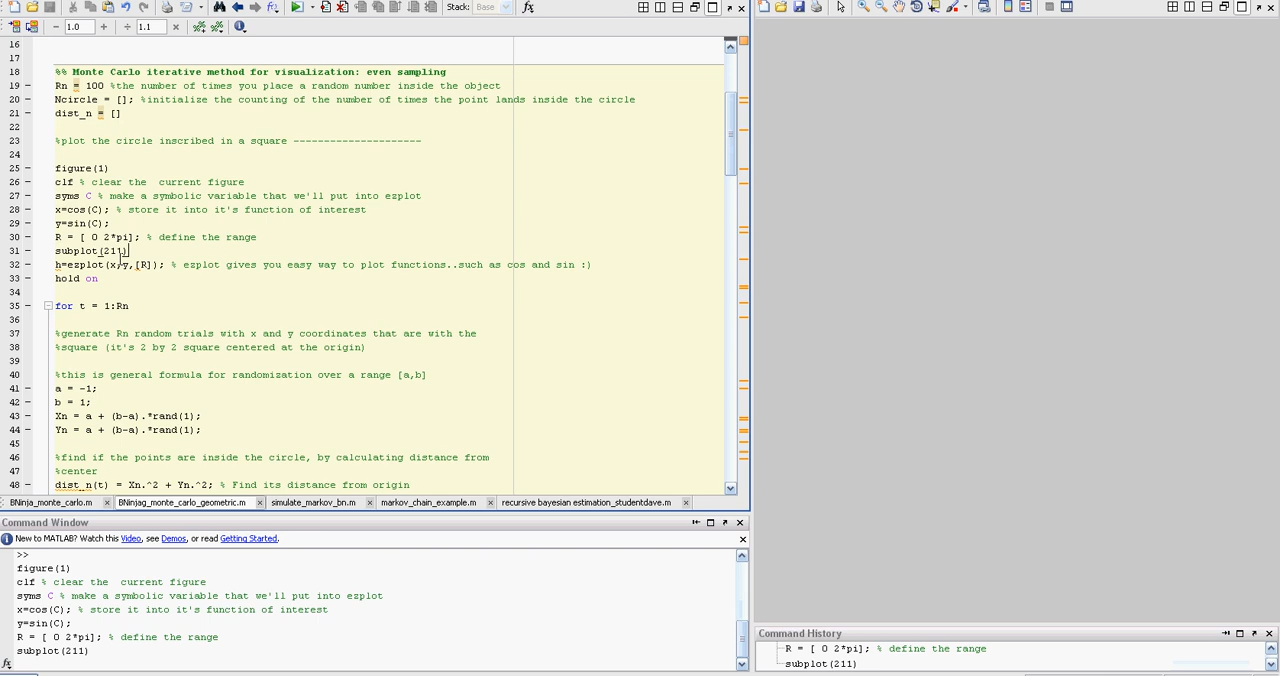 Stack: Base fx
1.0 + ÷ 1.1 ×
16
17
18 %% Monte Carlo iterative method for visualization: even sampling
19 – Rn = 100 %the number of times you place a random number inside the object
20 – Ncircle = []; %initialize the counting of the number of times the point lands inside the circle
21 – dist_n = []
22
23 %plot the circle inscribed in a square ---------------------
24
25 – figure(1)
26 – clf % clear the  current figure
27 – syms C % make a symbolic variable that we'll put into ezplot
28 – x=cos(C); % store it into it's function of interest
29 – y=sin(C);
30 – R = [ 0 2*pi]; % define the range
31 – subplot(211)
32 – h=ezplot(x,y,[R]); % ezplot gives you easy way to plot functions..such as cos and sin :)
33 – hold on
34
35 – for t = 1:Rn
36
37 %generate Rn random trials with x and y coordinates that are with the
38 %square (it's 2 by 2 square centered at the origin)
39
40 %this is general formula for randomization over a range [a,b]
41 – a = -1;
42 – b = 1;
43 – Xn = a + (b-a).*rand(1);
44 – Yn = a + (b-a).*rand(1);
45
46 %find if the points are inside the circle, by calculating distance from
47 %center
48 – dist_n(t) = Xn.^2 + Yn.^2; % Find its distance from origin
BNinja_monte_carlo.m × BNinjag_monte_carlo_geometric.m × simulate_markov_bn.m × markov_chain_example.m × recursive bayesian estimation_studentdave.m ×
Command Window
New to MATLAB? Watch this Video, see Demos, or read Getting Started.
>>
figure(1)
clf % clear the  current figure
syms C % make a symbolic variable that we'll put into ezplot
x=cos(C); % store it into it's function of interest
y=sin(C);
R = [ 0 2*pi]; % define the range
subplot(211)
fx
Command History
R = [ 0 2*pi]; % define the range
subplot(211)